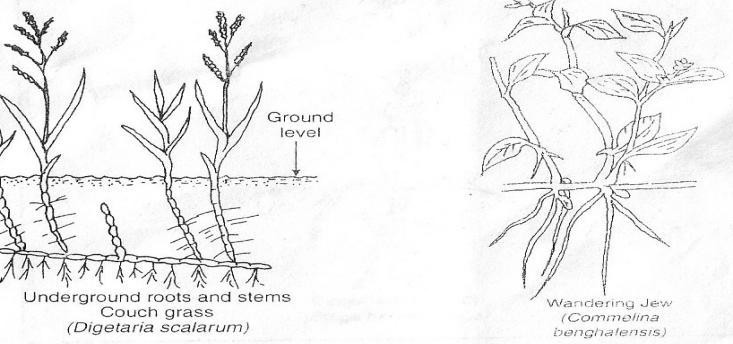 Ground
level
Underground roots and stems
Couch grass
(Digetaria scalarum)
Wandering Jew
(Commelina
benghalensis)